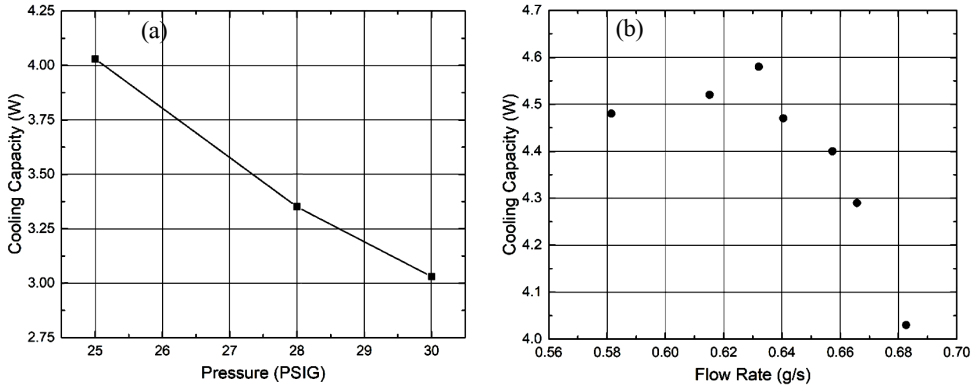 (a)
4.25
4.00
3.75
3.50
3.25
3.00
2.75
25 26 27 28 29 30
Cooling Capacity (W)
Pressure (PSIG)
(b)
4.7
4.6
4.5
4.4
4.3
4.2
4.1
4.0
0.56 0.58 0.60 0.62 0.64 0.66 0.68 0.70
Cooling Capacity (W)
Flow Rate (g/s)